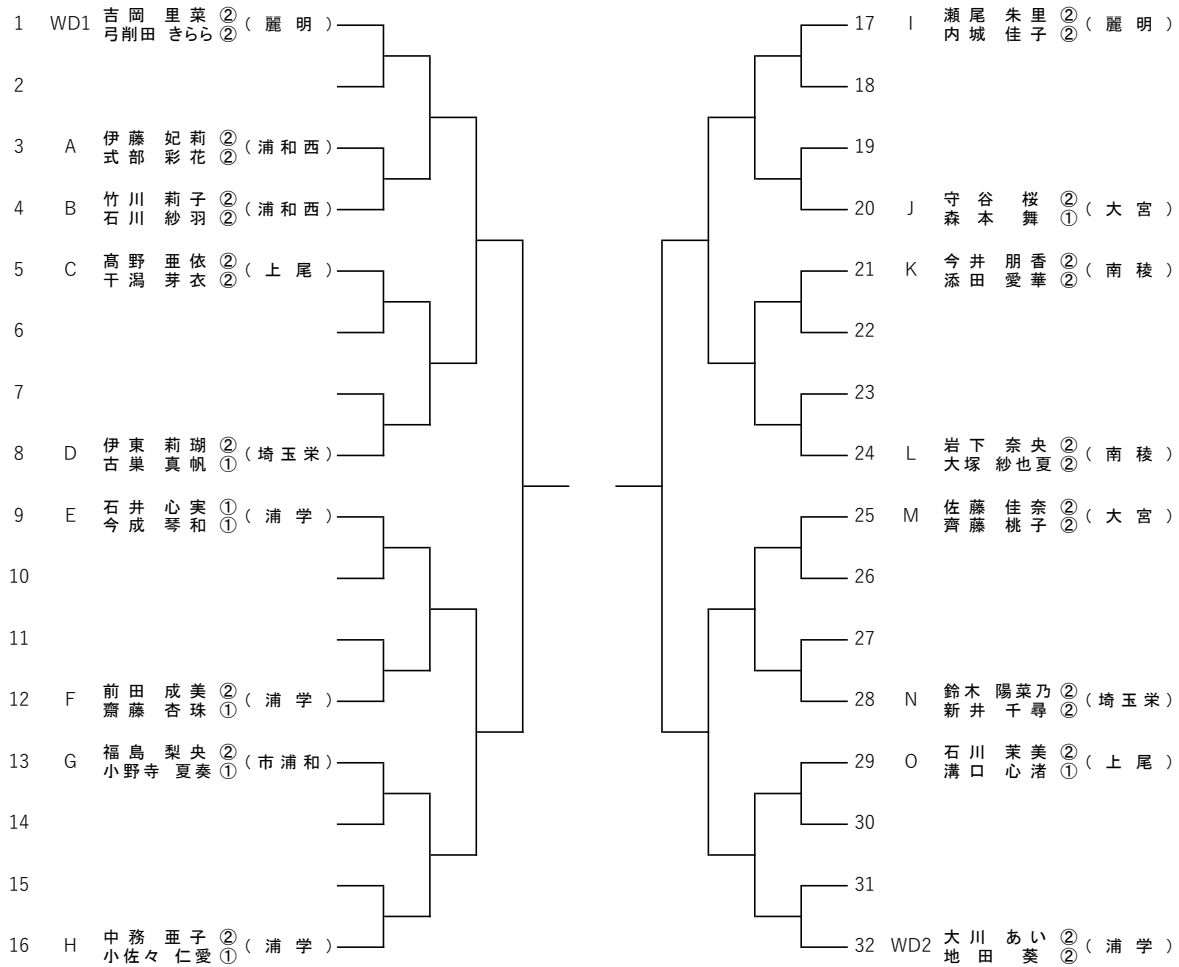 1 WD1 吉岡 里菜 ② ( 麗明 )
弓削田 きらら ②
2
3 A 伊藤 妃莉 ② ( 浦和西 )
式部 彩花 ②
4 B 竹川 莉子 ② ( 浦和西 )
石川 紗羽 ②
5 C 髙野 亜依 ② ( 上尾 )
干潟 芽衣 ②
6
7
8 D 伊東 莉瑚 ② ( 埼玉栄 )
古巣 真帆 ①
9 E 石井 心実 ① ( 浦学 )
今成 琴和 ①
10
11
12 F 前田 成美 ② ( 浦学 )
齋藤 杏珠 ①
13 G 福島 梨央 ② ( 市浦和 )
小野寺 夏奏 ①
14
15
16 H 中務 亜子 ② ( 浦学 )
小佐々 仁愛 ①
17 I 瀬尾 朱里 ② ( 麗明 )
内城 佳子 ②
18
19
20 J 守谷 桜 ② ( 大宮 )
森本 舞 ①
21 K 今井 朋香 ② ( 南稜 )
添田 愛華 ②
22
23
24 L 岩下 奈央 ② ( 南稜 )
大塚 紗也夏 ②
25 M 佐藤 佳奈 ② ( 大宮 )
齊藤 桃子 ②
26
27
28 N 鈴木 陽菜乃 ② ( 埼玉栄 )
新井 千尋 ②
29 O 石川 茉美 ② ( 上尾 )
溝口 心渚 ①
30
31
32 WD2 大川 あい ② ( 浦学 )
地田 葵 ②